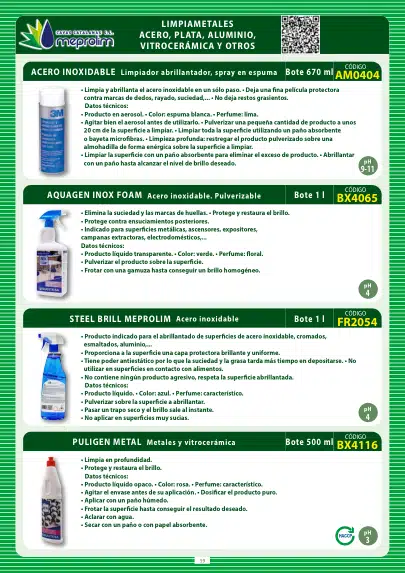 CAYFE CATALANES S.L.
meprolim
LIMPIAMETALES
ACERO, PLATA, ALUMINIO,
VITROCERÁMICA Y OTROS
ACERO INOXIDABLE Limpiador abrillantador, spray en espuma
Bote 670 ml
CÓDIGO
AM0404
3M
• Limpia y abrillanta el acero inoxidable en un sólo paso. • Deja una fina película protectora
contra marcas de dedos, rayado, suciedad,... • No deja restos grasientos.
Datos técnicos:
• Producto en aerosol. • Color: espuma blanca. • Perfume: lima.
• Agitar bien el aerosol antes de utilizarlo. • Pulverizar una pequeña cantidad de producto a unos
20 cm de la superficie a limpiar. • Limpiar toda la superficie utilizando un paño absorbente
o bayeta microfibras. • Limpieza profunda: restregar el producto pulverizado sobre una
almohadilla de forma enérgica sobre la superficie a limpiar.
• Limpiar la superficie con un paño absorbente para eliminar el exceso de producto. • Abrillantar
con un paño hasta alcanzar el nivel de brillo deseado.
pH
9-11
AQUAGEN INOX FOAM Acero inoxidable. Pulverizable
Bote 1 l
CÓDIGO
BX4065
• Elimina la suciedad y las marcas de huellas. • Protege y restaura el brillo.
• Protege contra ensuciamientos posteriores.
• Indicado para superficies metálicas, ascensores, expositores,
campanas extractoras, electrodomésticos,...
Datos técnicos:
• Producto líquido transparente. • Color: verde. • Perfume: floral.
• Pulverizar el producto sobre la superficie.
• Frotar con una gamuza hasta conseguir un brillo homogéneo.
pH
4
STEEL BRILL MEPROLIM Acero inoxidable
Bote 1 l
CÓDIGO
FR2054
• Producto indicado para el abrillantado de superficies de acero inoxidable, cromados,
esmaltados, aluminio,...
• Proporciona a la superficie una capa protectora brillante y uniforme.
• Tiene poder antiestático por lo que la suciedad y la grasa tarda más tiempo en depositarse. • No
utilizar en superficies en contacto con alimentos.
• No contiene ningún producto agresivo, respeta la superficie abrillantada.
Datos técnicos:
• Producto líquido. • Color: azul. • Perfume: característico.
• Pulverizar sobre la superficie a abrillantar.
• Pasar un trapo seco y el brillo sale al instante.
• No aplicar en superficies muy sucias.
pH
4
PULIGEN METAL Metales y vitrocerámica
Bote 500 ml
CÓDIGO
BX4116
• Limpia en profundidad.
• Protege y restaura el brillo.
Datos técnicos:
• Producto líquido opaco. • Color: rosa. • Perfume: característico.
• Agitar el envase antes de su aplicación. • Dosificar el producto puro.
• Aplicar con un paño húmedo.
• Frotar la superficie hasta conseguir el resultado deseado.
• Aclarar con agua.
• Secar con un paño o con papel absorbente.
pH
3